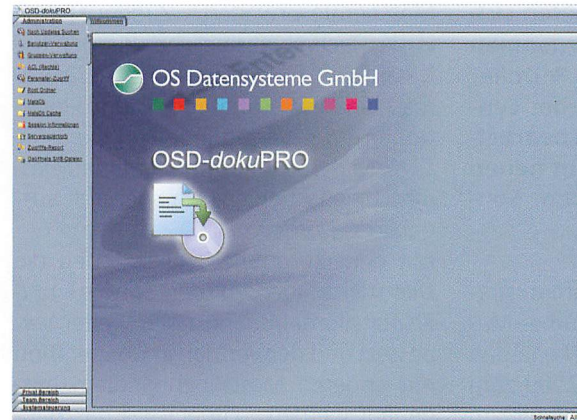 OSD-dokuPRO
Administration
Willkommen
Nach Updates Suchen
Benutzer-Verwaltung
Gruppen-Verwaltung
ACL (Rechte)
Parameter-Zugriff
Root Ordner
Session Informationen
Zugriffs-Report
Enter
OS Datensysteme GmbH
OSD-dokuPRO
Privat Bereich
Team Bereich
Systemsteuerung
Schnellsuche